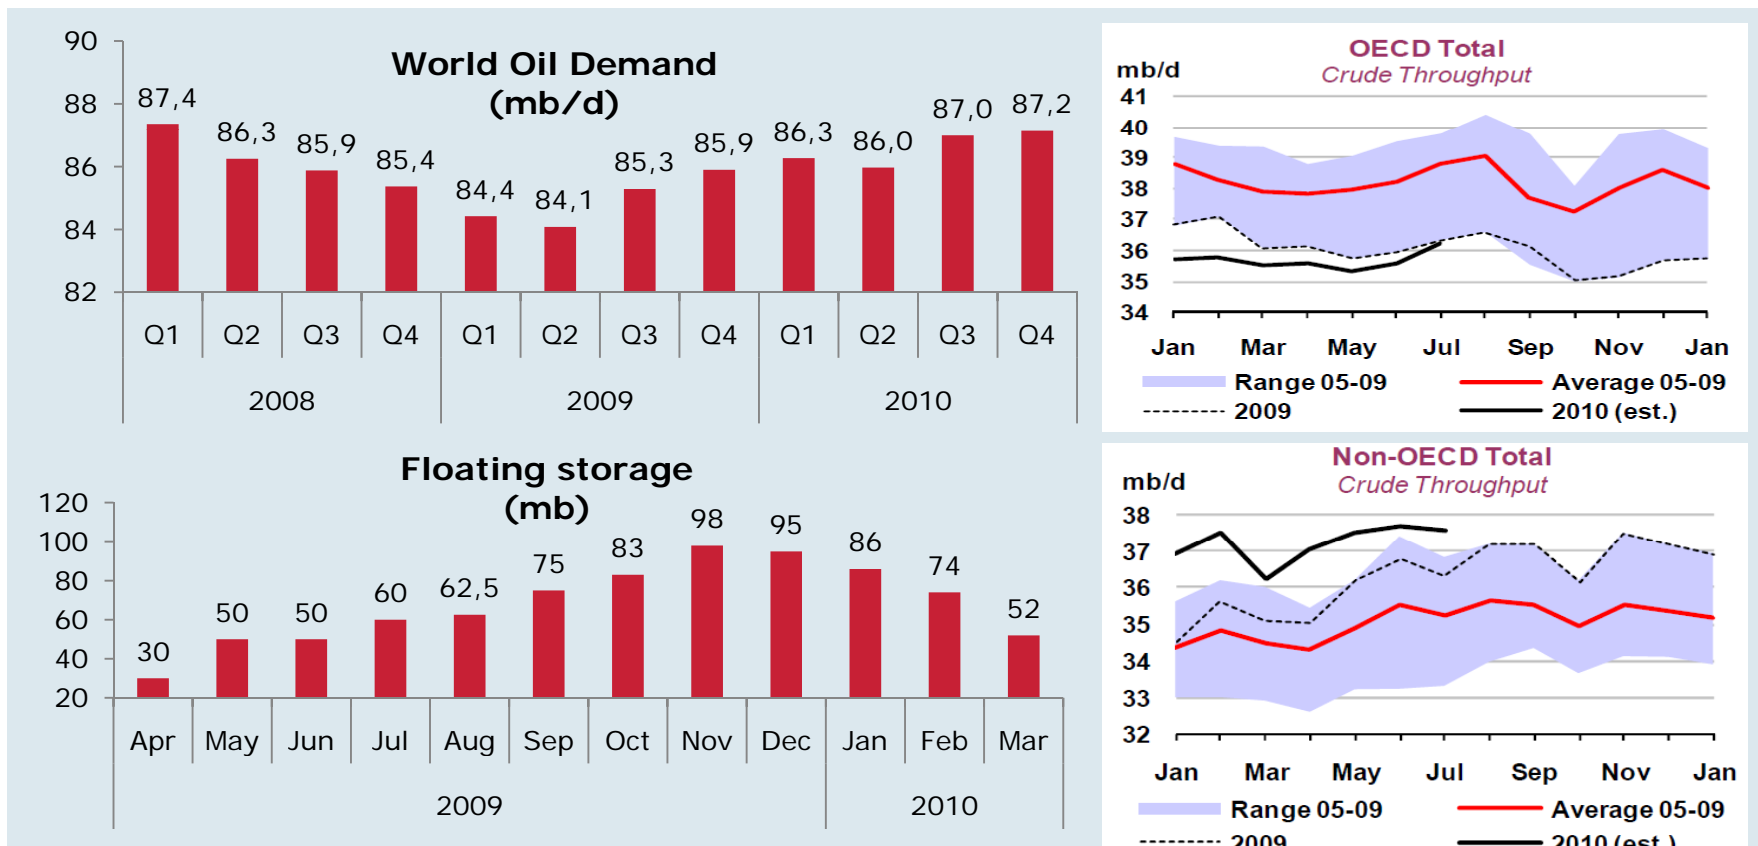 World Oil Demand
(mb/d)
90
88
86
84
82
87,4
86,3
85,9
85,4
84,4
84,1
85,3
85,9
86,3
86,0
87,0
87,2
Q1 Q2 Q3 Q4 Q1 Q2 Q3 Q4 Q1 Q2 Q3 Q4
2008 2009 2010
Floating storage
(mb)
120
100
80
60
40
20
30
50
50
60
62,5
75
83
98
95
86
74
52
Apr May Jun Jul Aug Sep Oct Nov Dec Jan Feb Mar
2009 2010
OECD Total
Crude Throughput
mb/d
41
40
39
38
37
36
35
34
Jan Mar May Jul Sep Nov Jan
Range 05-09 Average 05-09
2009 2010 (est.)
Non-OECD Total
Crude Throughput
mb/d
38
37
36
35
34
33
32
Jan Mar May Jul Sep Nov Jan
Range 05-09 Average 05-09
2009 2010 (est.)